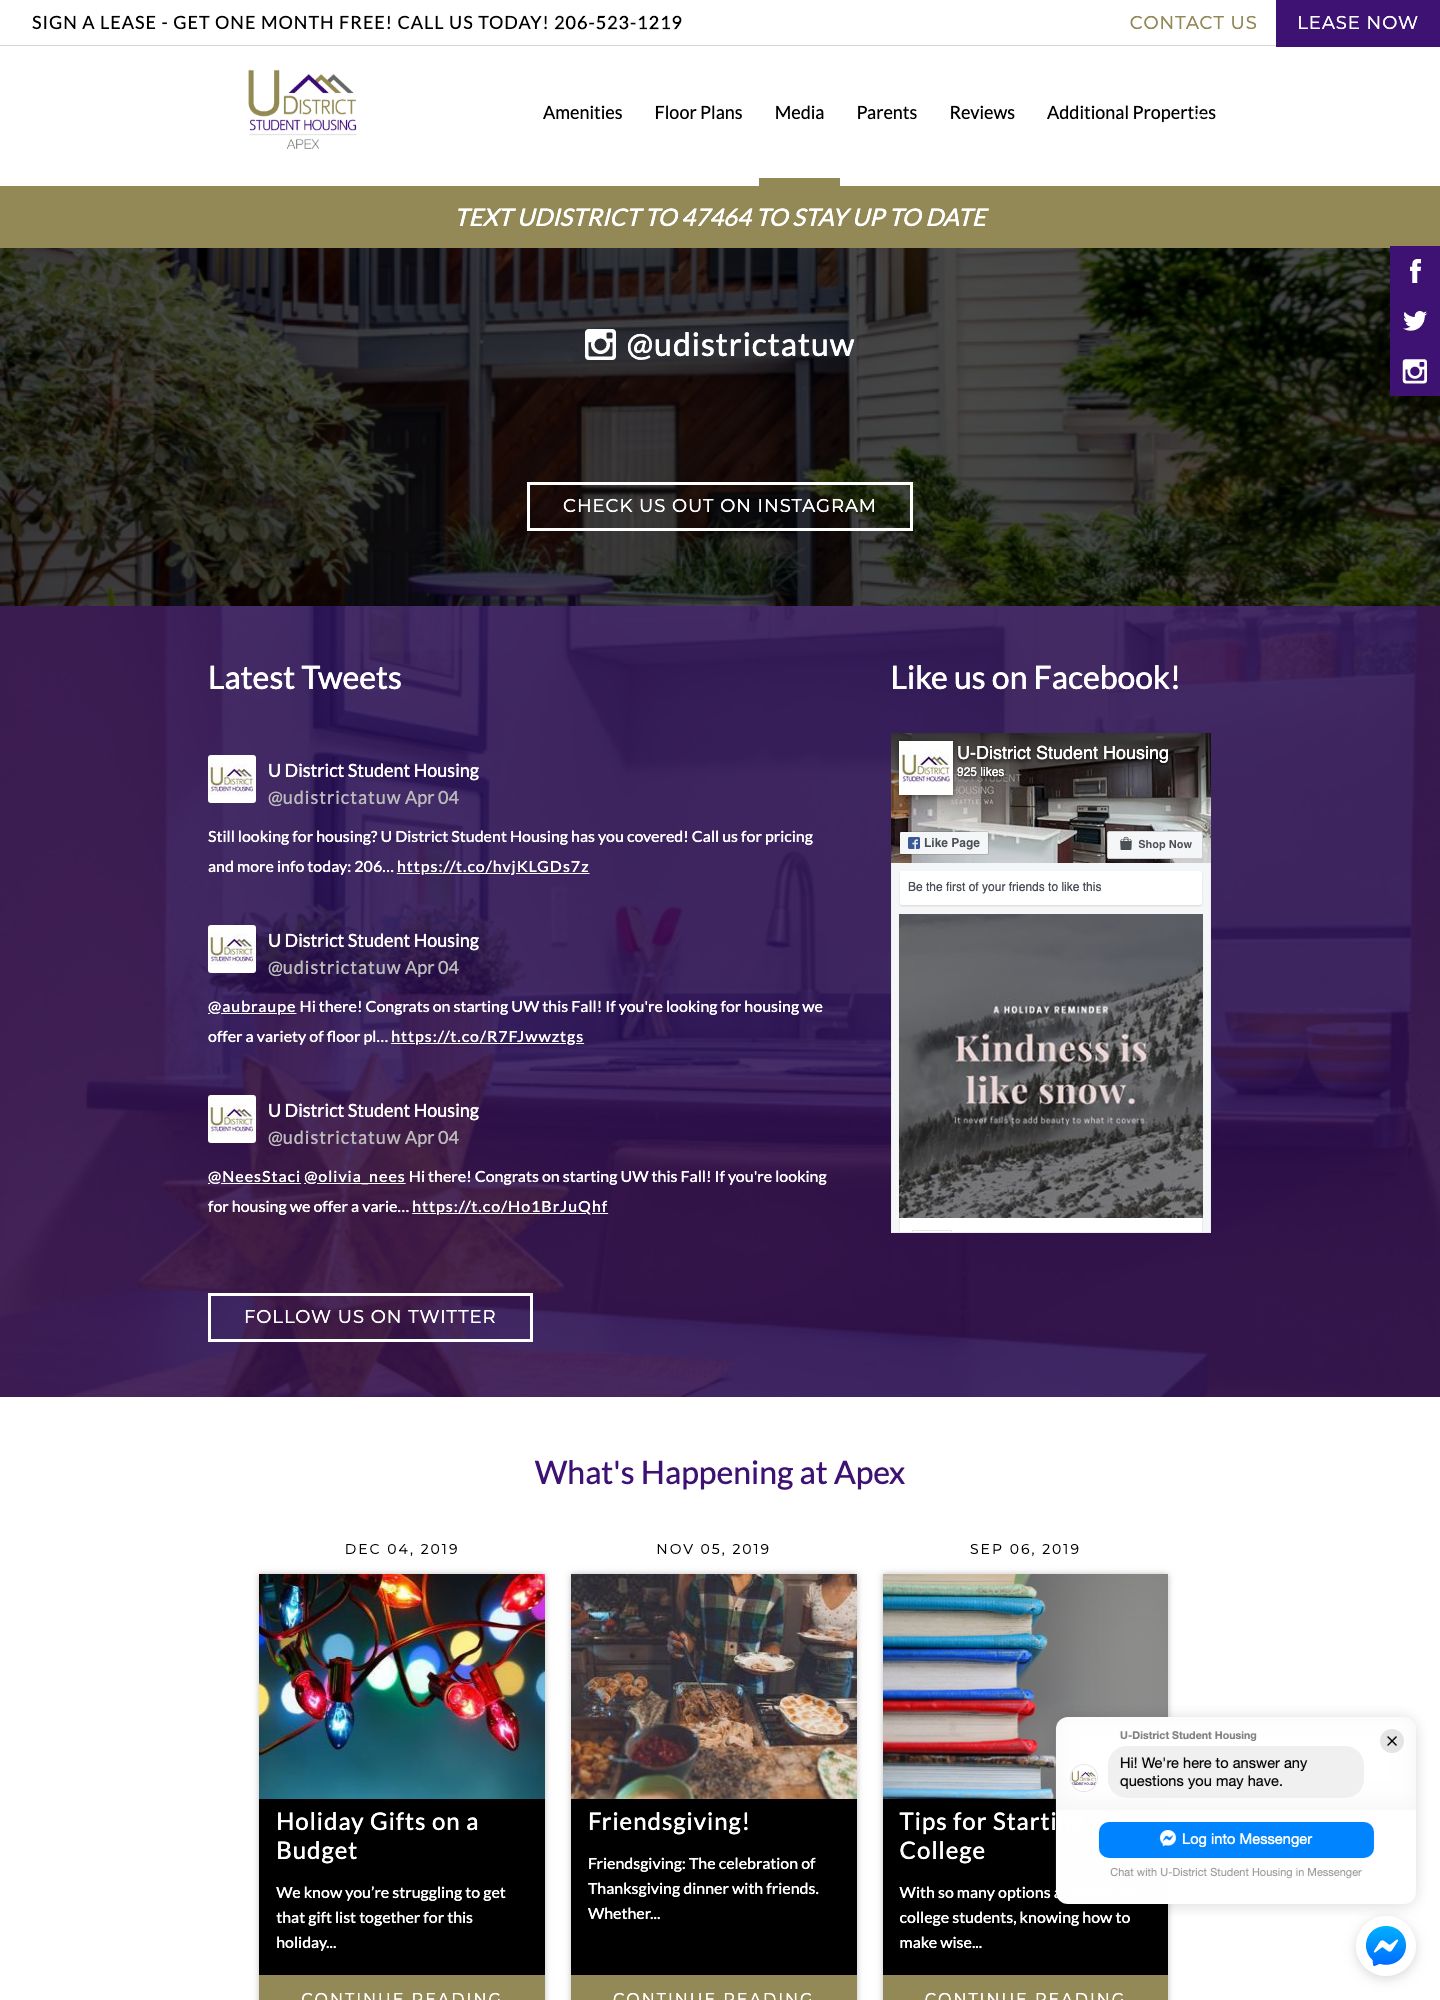 SIGN A LEASE - GET ONE MONTH FREE! CALL US TODAY! 206-523-1219
CONTACT US
LEASE NOW
U DISTRICT
STUDENT HOUSING
APEX
Amenities
Floor Plans
Media
Parents
Reviews
Additional Properties
TEXT UDISTRICT TO 47464 TO STAY UP TO DATE
@udistrictatuw
CHECK US OUT ON INSTAGRAM
Latest Tweets
U District Student Housing
@udistrictatuw Apr 04
Still looking for housing? U District Student Housing has you covered! Call us for pricing
and more info today: 206… https://t.co/hvjKLGDs7z
U District Student Housing
@udistrictatuw Apr 04
@aubraupe Hi there! Congrats on starting UW this Fall! If you're looking for housing we
offer a variety of floor pl… https://t.co/R7FJwwztgs
U District Student Housing
@udistrictatuw Apr 04
@NeesStaci @olivia_nees Hi there! Congrats on starting UW this Fall! If you're looking
for housing we offer a varie… https://t.co/Ho1BrJuQhf
FOLLOW US ON TWITTER
Like us on Facebook!
U DISTRICT
STUDENT HOUSING
U-District Student Housing
925 likes
STUDENT
HOUSING
SEATTLE, WA
Like Page
Shop Now
Be the first of your friends to like this
A HOLIDAY REMINDER
Kindness is
like snow.
It never fails to add beauty to what it covers.
What's Happening at Apex
DEC 04, 2019
Holiday Gifts on a
Budget
We know you’re struggling to get
that gift list together for this
holiday...
CONTINUE READING
NOV 05, 2019
Friendsgiving!
Friendsgiving: The celebration of
Thanksgiving dinner with friends.
Whether...
CONTINUE READING
SEP 06, 2019
Tips for Starti
College
With so many options
college students, knowing how to
make wise...
CONTINUE READING
U-District Student Housing
Hi! We're here to answer any
questions you may have.
Log into Messenger
Chat with U-District Student Housing in Messenger